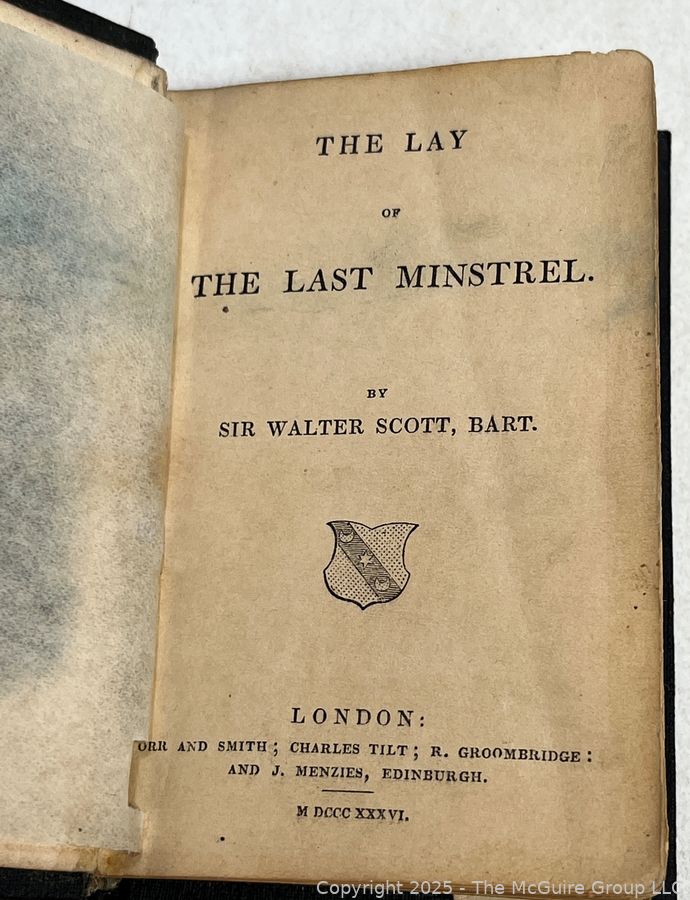 THE LAY
OF
THE LAST MINSTREL.
BY
SIR WALTER SCOTT, BART.
LONDON:
ORR AND SMITH; CHARLES TILT; R. GROOMBRIDGE:
AND J. MENZIES, EDINBURGH.
M DCCC XXXVI.
Copyright 2025 - The McGuire Group LLC